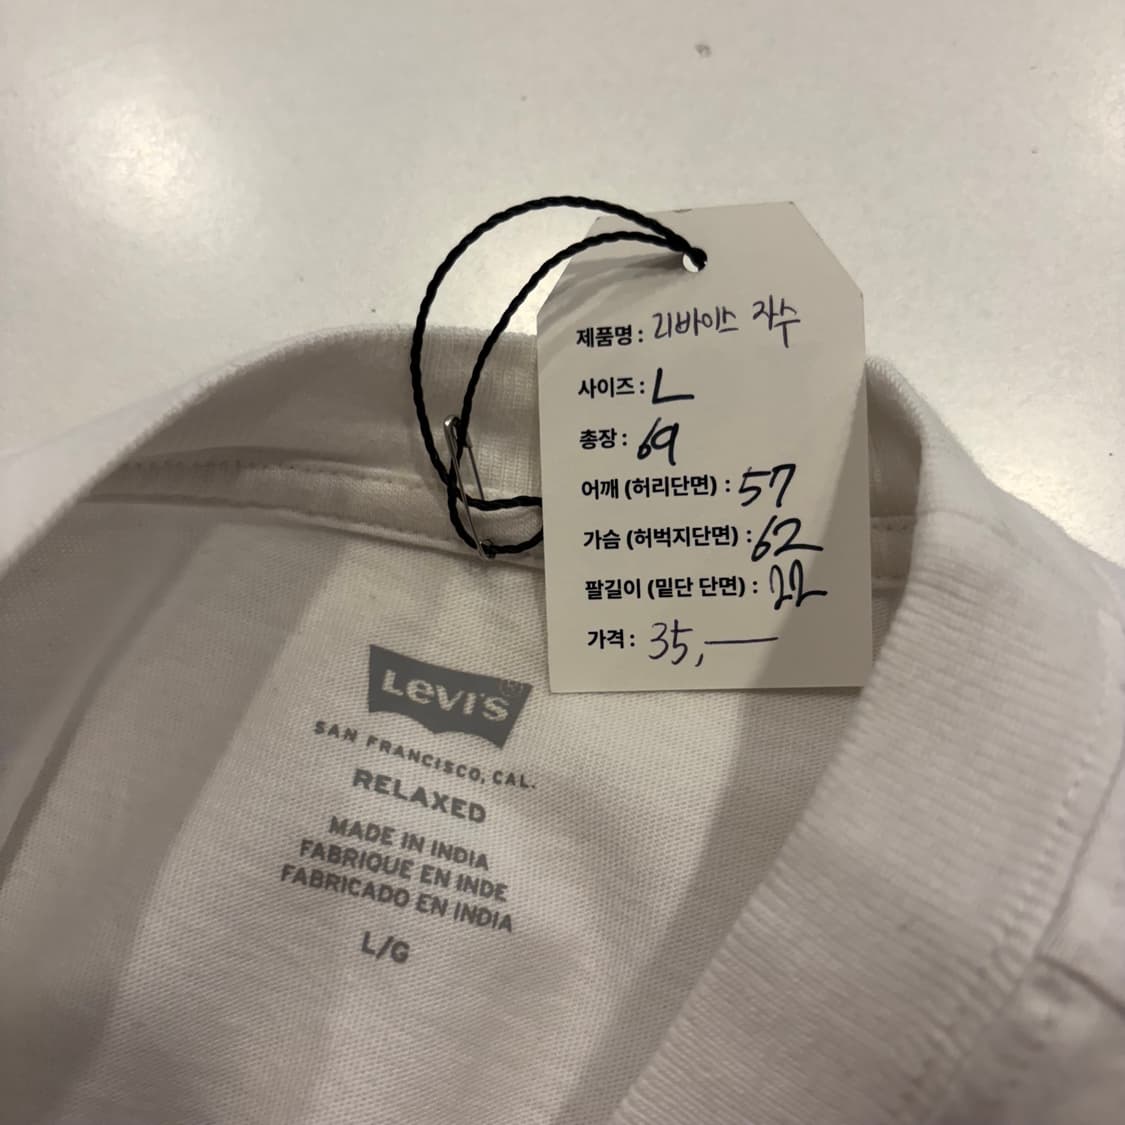 제품명: 리바이스 자수
사이즈: L
총장: 69
어깨 (허리단면) : 57
가슴 (허벅지단면) : 62
팔길이 (밑단 단면) : 22
가격: 35,—
LEVI'S®
SAN FRANCISCO, CAL.
RELAXED
MADE IN INDIA
FABRIQUE EN INDE
FABRICADO EN INDIA
L/G